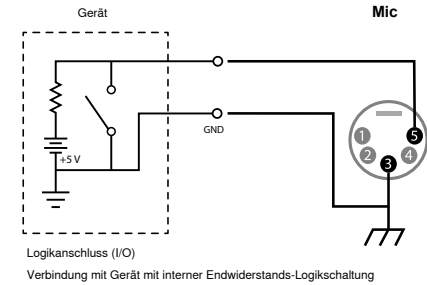 Gerät
Mic
+5 V
GND
1
5
2
4
3
Logikanschluss (I/O)
Verbindung mit Gerät mit interner Endwiderstands-Logikschaltung